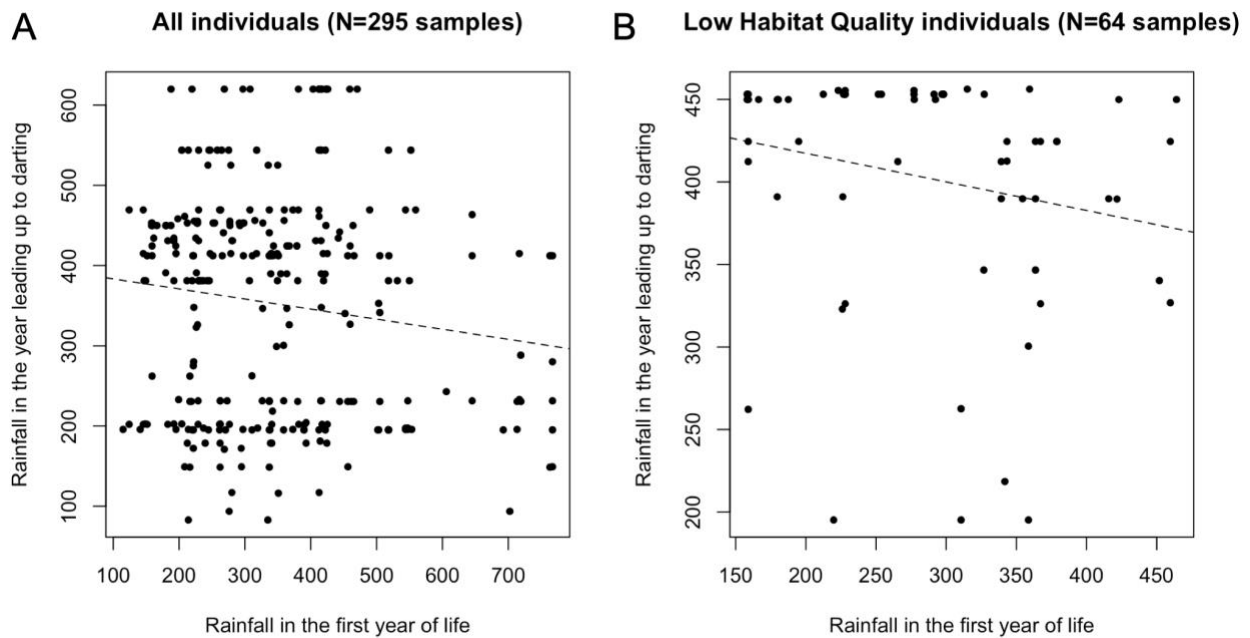 A
All individuals (N=295 samples)
Rainfall in the year leading up to darting
600
500
400
300
200
100
100 200 300 400 500 600 700
Rainfall in the first year of life
B
Low Habitat Quality individuals (N=64 samples)
Rainfall in the year leading up to darting
450
400
350
300
250
200
150 200 250 300 350 400 450
Rainfall in the first year of life